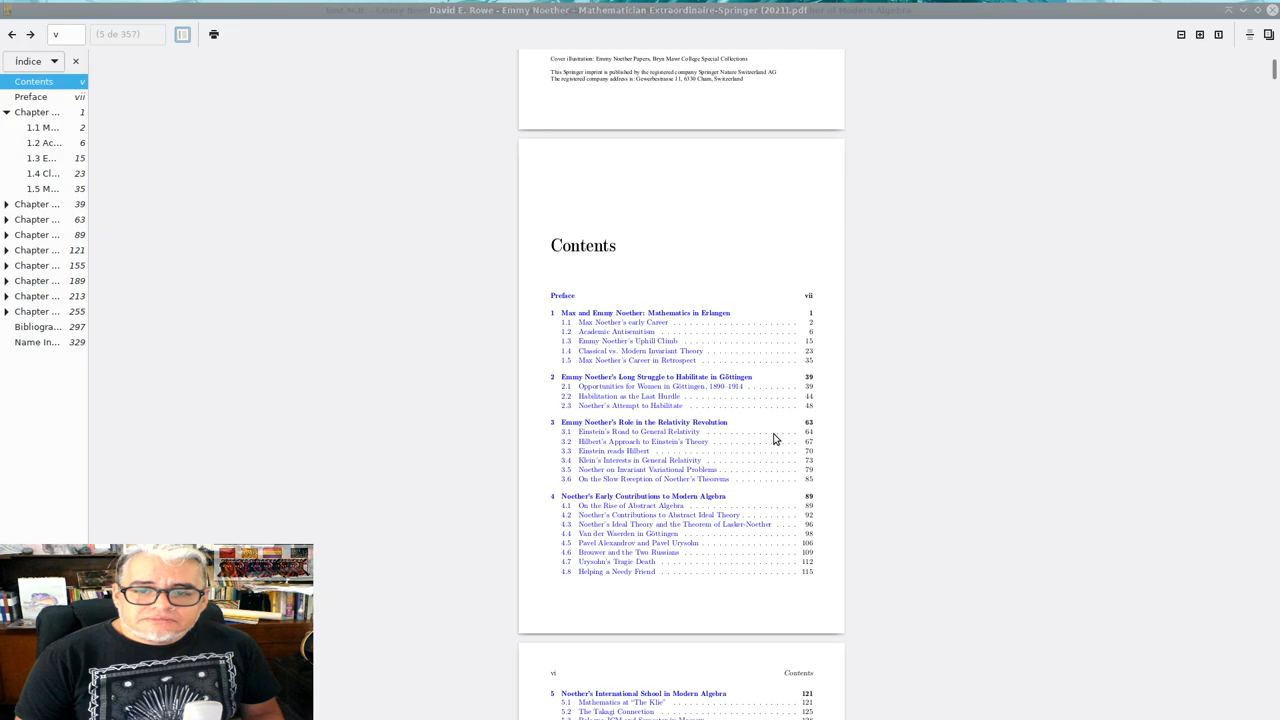 David E. Rowe - Emmy Noether - Mathematician Extraordinaire-Springer (2021).pdf
v
(5 de 357)
Índice
Contents v
Preface vii
Chapter ... 1
1.1 M... 2
1.2 Ac... 6
1.3 E... 15
1.4 Cl... 23
1.5 M... 35
Chapter ... 39
Chapter ... 63
Chapter ... 89
Chapter ... 121
Chapter ... 155
Chapter ... 189
Chapter ... 213
Chapter ... 255
Bibliogra... 297
Name In... 329
Cover illustration: Emmy Noether Papers, Bryn Mawr College Special Collections
This Springer imprint is published by the registered company Springer Nature Switzerland AG
The registered company address is: Gewerbestrasse 11, 6330 Cham, Switzerland
Contents
Preface vii
1 Max and Emmy Noether: Mathematics in Erlangen 1
1.1 Max Noether's early Career . . . . . . . . . . . . . . . . . . 2
1.2 Academic Antisemitism . . . . . . . . . . . . . . . . . . . . 6
1.3 Emmy Noether's Uphill Climb . . . . . . . . . . . . . . . . . 15
1.4 Classical vs. Modern Invariant Theory . . . . . . . . . . . . . . 23
1.5 Max Noether's Career in Retrospect . . . . . . . . . . . . . . . 35
2 Emmy Noether's Long Struggle to Habilitate in Göttingen 39
2.1 Opportunities for Women in Göttingen, 1890–1914 . . . . . . . . . 39
2.2 Habilitation as the Last Hurdle . . . . . . . . . . . . . . . . . 44
2.3 Noether's Attempt to Habilitate . . . . . . . . . . . . . . . . 48
3 Emmy Noether's Role in the Relativity Revolution 63
3.1 Einstein's Road to General Relativity . . . . . . . . . . . . . . 64
3.2 Hilbert's Approach to Einstein's Theory . . . . . . . . . . . . . 67
3.3 Einstein reads Hilbert . . . . . . . . . . . . . . . . . . . . . 70
3.4 Klein's Interests in General Relativity . . . . . . . . . . . . . . 73
3.5 Noether on Invariant Variational Problems . . . . . . . . . . . . 79
3.6 On the Slow Reception of Noether's Theorems . . . . . . . . . . . 85
4 Noether's Early Contributions to Modern Algebra 89
4.1 On the Rise of Abstract Algebra . . . . . . . . . . . . . . . . 89
4.2 Noether's Contributions to Abstract Ideal Theory . . . . . . . . . 92
4.3 Noether's Ideal Theory and the Theorem of Lasker-Noether . . . . 96
4.4 Van der Waerden in Göttingen . . . . . . . . . . . . . . . . . 98
4.5 Pavel Alexandrov and Pavel Urysohn . . . . . . . . . . . . . . . 106
4.6 Brouwer and the Two Russians . . . . . . . . . . . . . . . . . 109
4.7 Urysohn's Tragic Death . . . . . . . . . . . . . . . . . . . . 112
4.8 Helping a Needy Friend . . . . . . . . . . . . . . . . . . . . 115
vi Contents
5 Noether's International School in Modern Algebra 121
5.1 Mathematics at “The Klie” . . . . . . . . . . . . . . . . . . . 121
5.2 The Takagi Connection . . . . . . . . . . . . . . . . . . . . 125